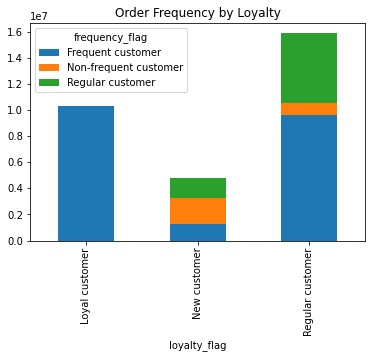 Order Frequency by Loyalty
1e7
1.6
1.4
1.2
1.0
0.8
0.6
0.4
0.2
0.0
frequency_flag
Frequent customer
Non-frequent customer
Regular customer
Loyal customer
New customer
Regular customer
loyalty_flag